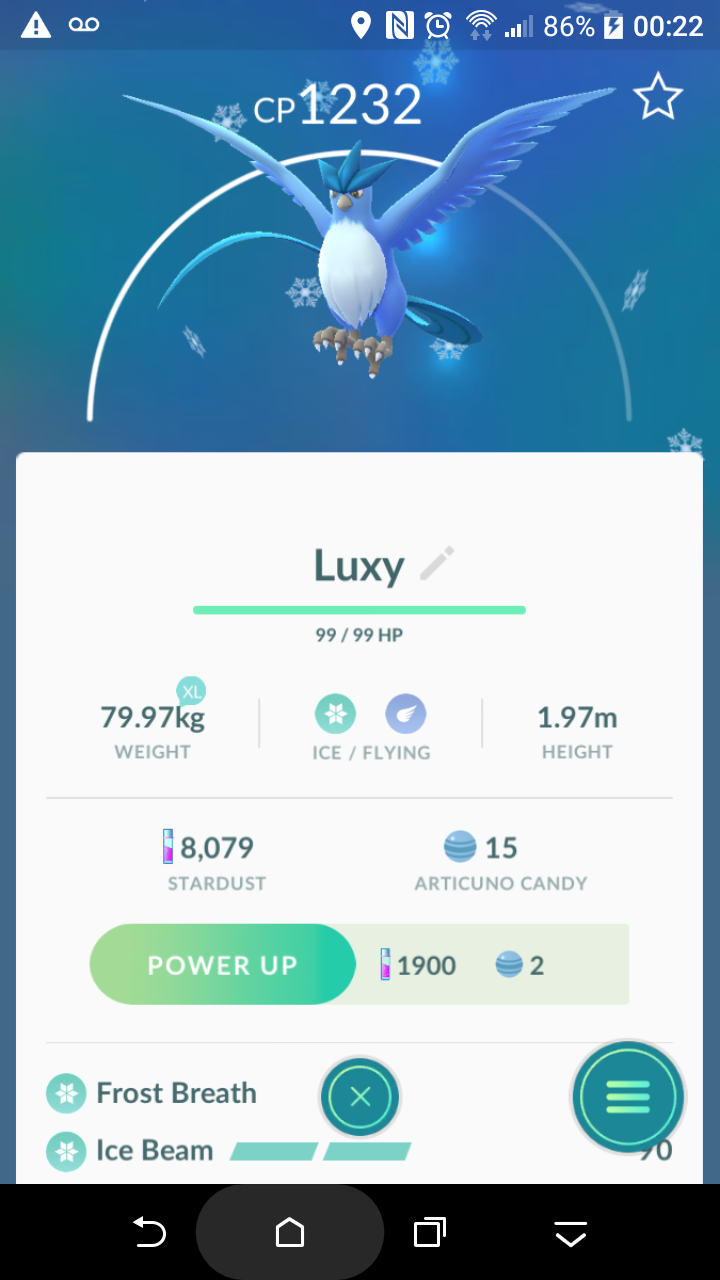 86% 00:22
CP1232
Luxy
99 / 99 HP
XL
79.97kg 1.97m
WEIGHT ICE / FLYING HEIGHT
8,079 15
STARDUST ARTICUNO CANDY
POWER UP 1900 2
Frost Breath
Ice Beam 90